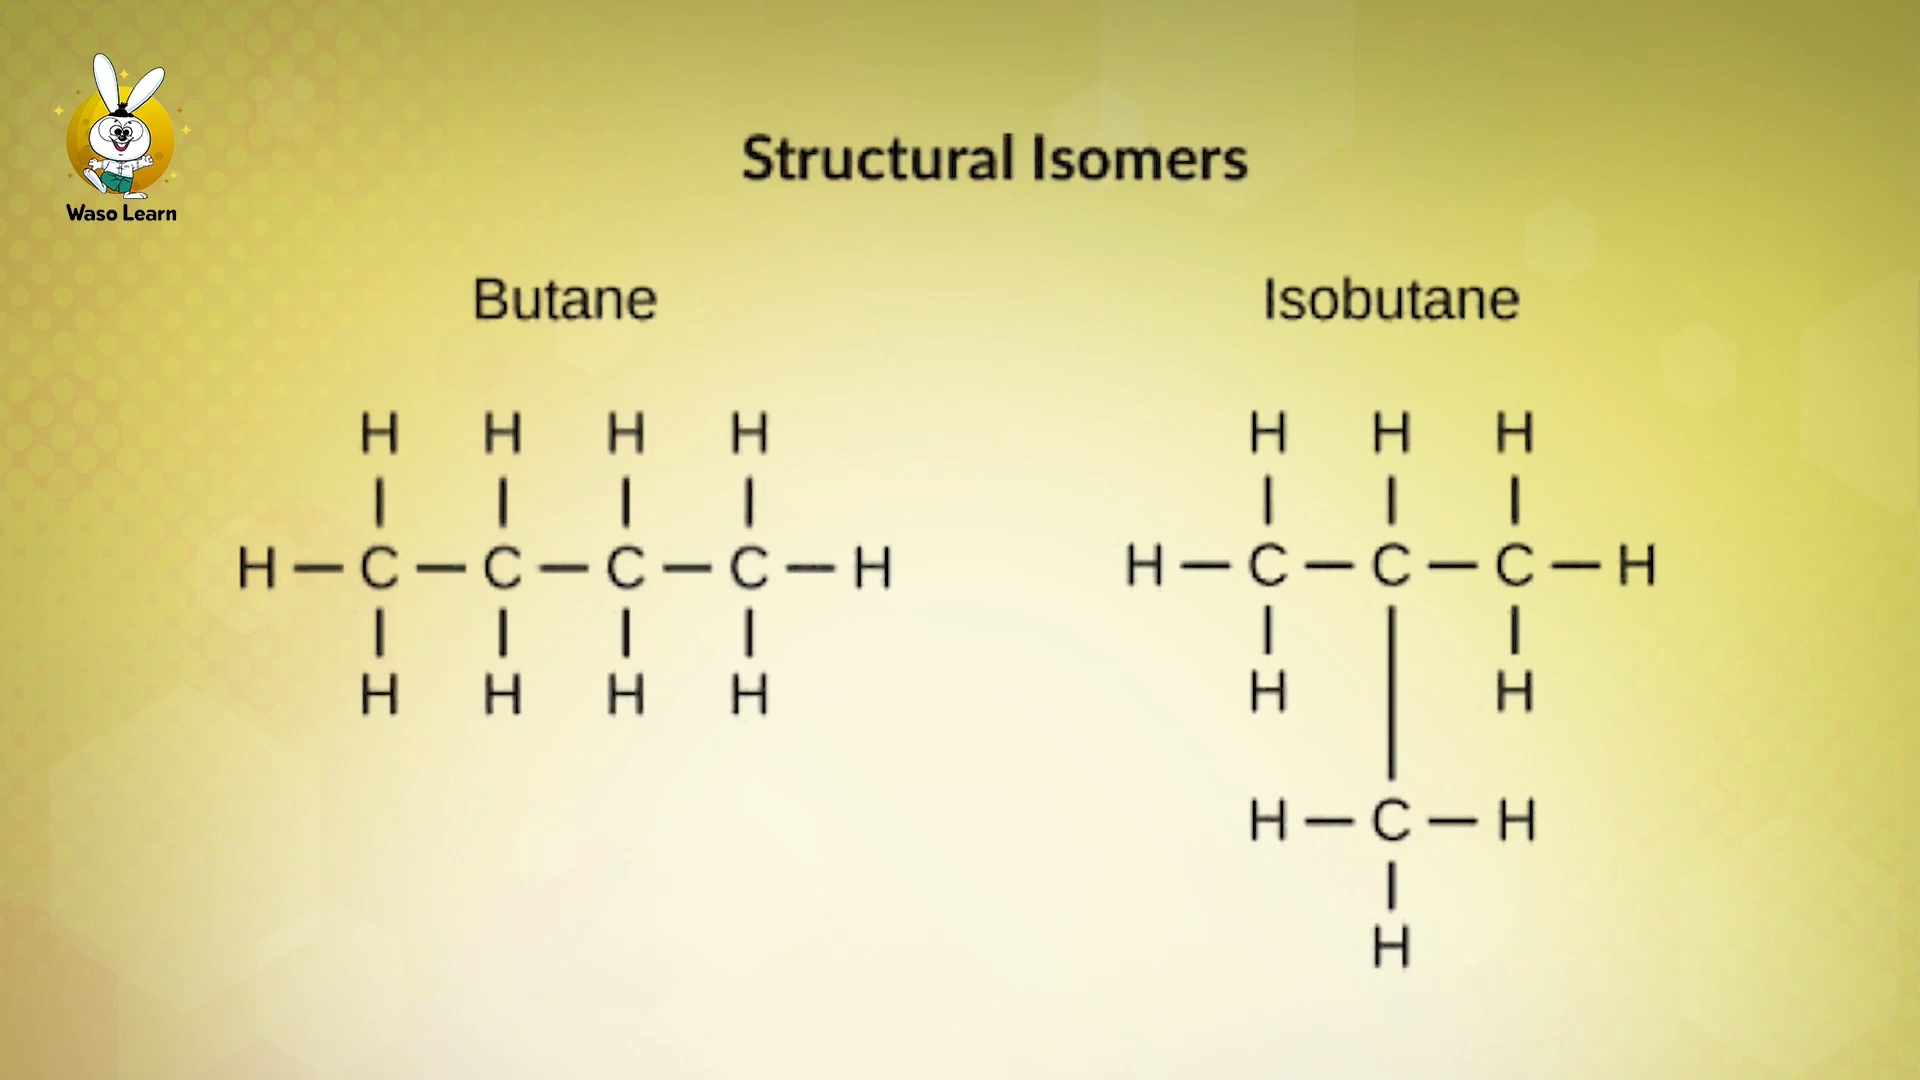 Waso Learn
Structural Isomers
Butane
H H H H
H — C — C — C — C — H
H H H H
Isobutane
H H H
H — C — C — C — H
H H
H — C — H
H